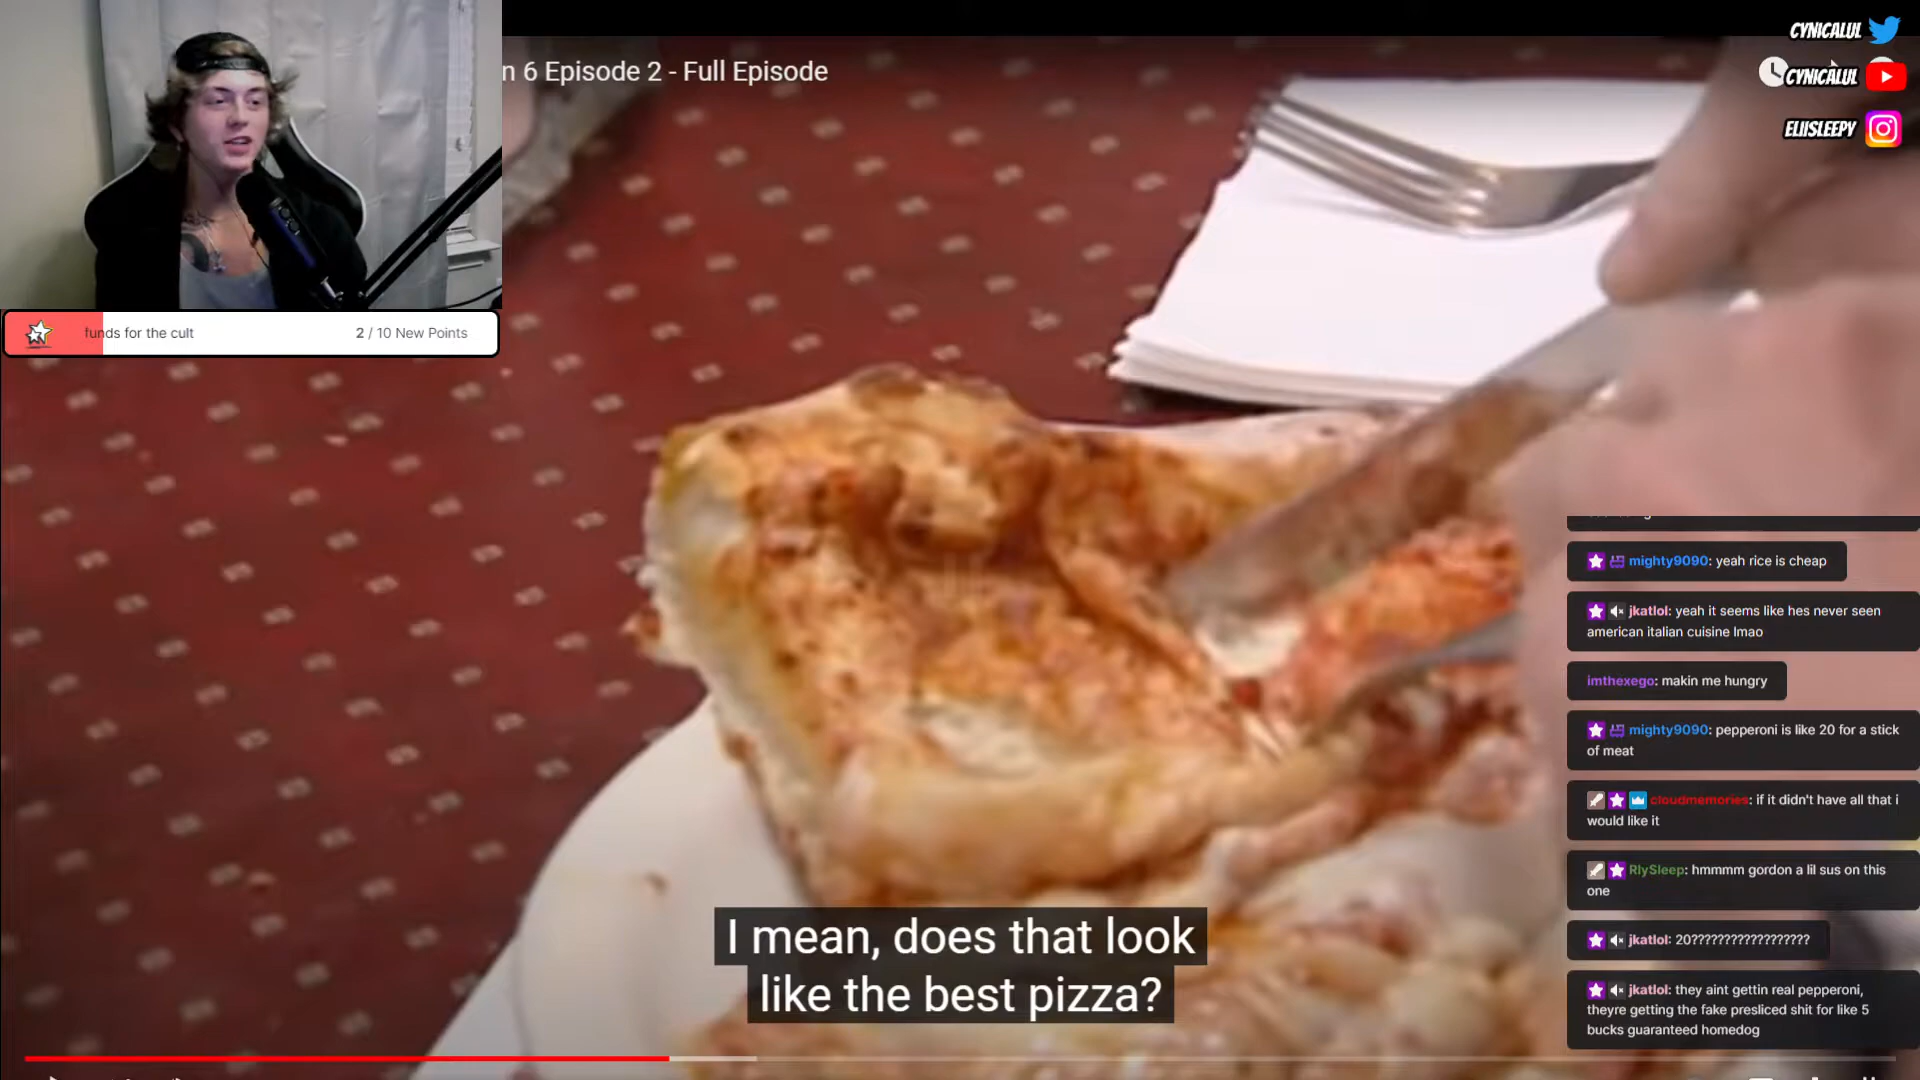 n 6 Episode 2 - Full Episode
CYNICALUL
CYNICALUL
ELIISLEEPY
funds for the cult
2 / 10 New Points
mighty9090: yeah rice is cheap
jkatlol: yeah it seems like hes never seen
american italian cuisine lmao
imthexego: makin me hungry
mighty9090: pepperoni is like 20 for a stick
of meat
cloudmemories: if it didn't have all that i
would like it
RlySleep: hmmmm gordon a lil sus on this
one
jkatlol: 20??????????????????
jkatlol: they aint gettin real pepperoni,
theyre getting the fake presliced shit for like 5
bucks guaranteed homedog
I mean, does that look
like the best pizza?